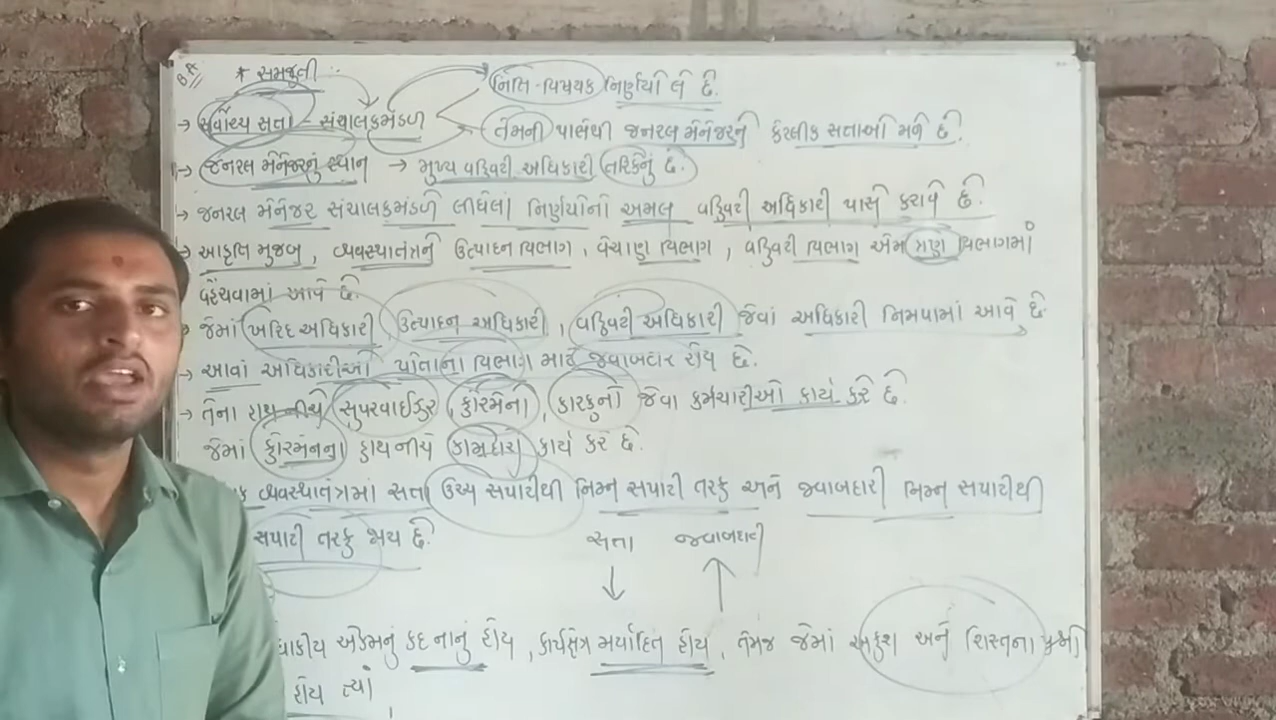 B.A
* સમજૂતી :-
નિતિ-વિષયક નિર્ણયો લે છે.
→ સર્વોચ્ચ સત્તા - સંચાલકમંડળ
તેમની પાસેથી જનરલ મેનેજરને કેટલીક સત્તાઓ મળે છે.
→ જનરલ મેનેજરનું સ્થાન → મુખ્ય વહિવટી અધિકારી તરિકેનું છે.
→ જનરલ મેનેજર સંચાલકમંડળે લીધેલાં નિર્ણયોનો અમલ વહિવટી અધિકારી પાસે કરાવે છે.
→ આકૃતિ મુજબ, વ્યવસ્થાતંત્રને ઉત્પાદન વિભાગ, વેચાણ વિભાગ, વહિવટી વિભાગ એમ ત્રણ વિભાગમાં
વહેંચવામાં આવે છે.
→ જેમાં ખરિદ અધિકારી, ઉત્પાદન અધિકારી, વહિવટી અધિકારી જેવાં અધિકારી નિમવામાં આવે છે
→ આવાં અધિકારીઓ પોતાના વિભાગ માટે જવાબદાર હોય છે.
→ તેના હાથ નીચે સુપરવાઈઝર, ફોરમેનો, કારકુનો જેવા કર્મચારીઓ કાર્ય કરે છે.
જેમાં ફોરમેનના હાથ નીચે કામદારો કાર્ય કરે છે.
વ્યવસ્થાતંત્રમાં સત્તા ઉચ્ચ સપાટીથી નિમ્ન સપાટી તરફ અને જવાબદારી નિમ્ન સપાટીથી
સપાટી તરફ જાય છે.
સત્તા જવાબદારી
↓ ↑
એકમનું કદ નાનું હોય, કાર્યક્ષેત્ર મર્યાદિત હોય, તેમજ જેમાં અંકુશ અને શિસ્તના
હોય ત્યાં